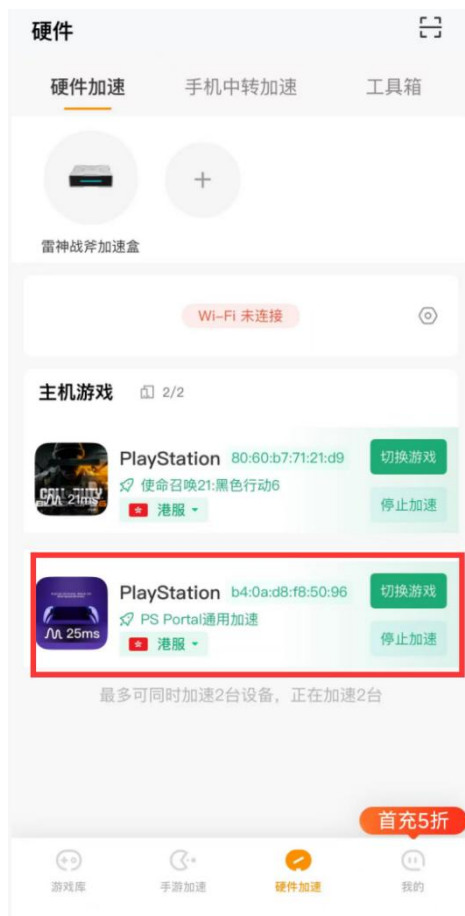 硬件
硬件加速 手机中转加速 工具箱
雷神战斧加速盒
Wi-Fi 未连接
主机游戏 2/2
PlayStation 80:60:b7:71:21:d9 切换游戏
使命召唤21:黑色行动6
CALL DUTY
21ms
港服 停止加速
PlayStation b4:0a:d8:f8:50:96 切换游戏
PS Portal通用加速
25ms
港服 停止加速
最多可同时加速2台设备，正在加速2台
首充5折
游戏库 手游加速 硬件加速 我的